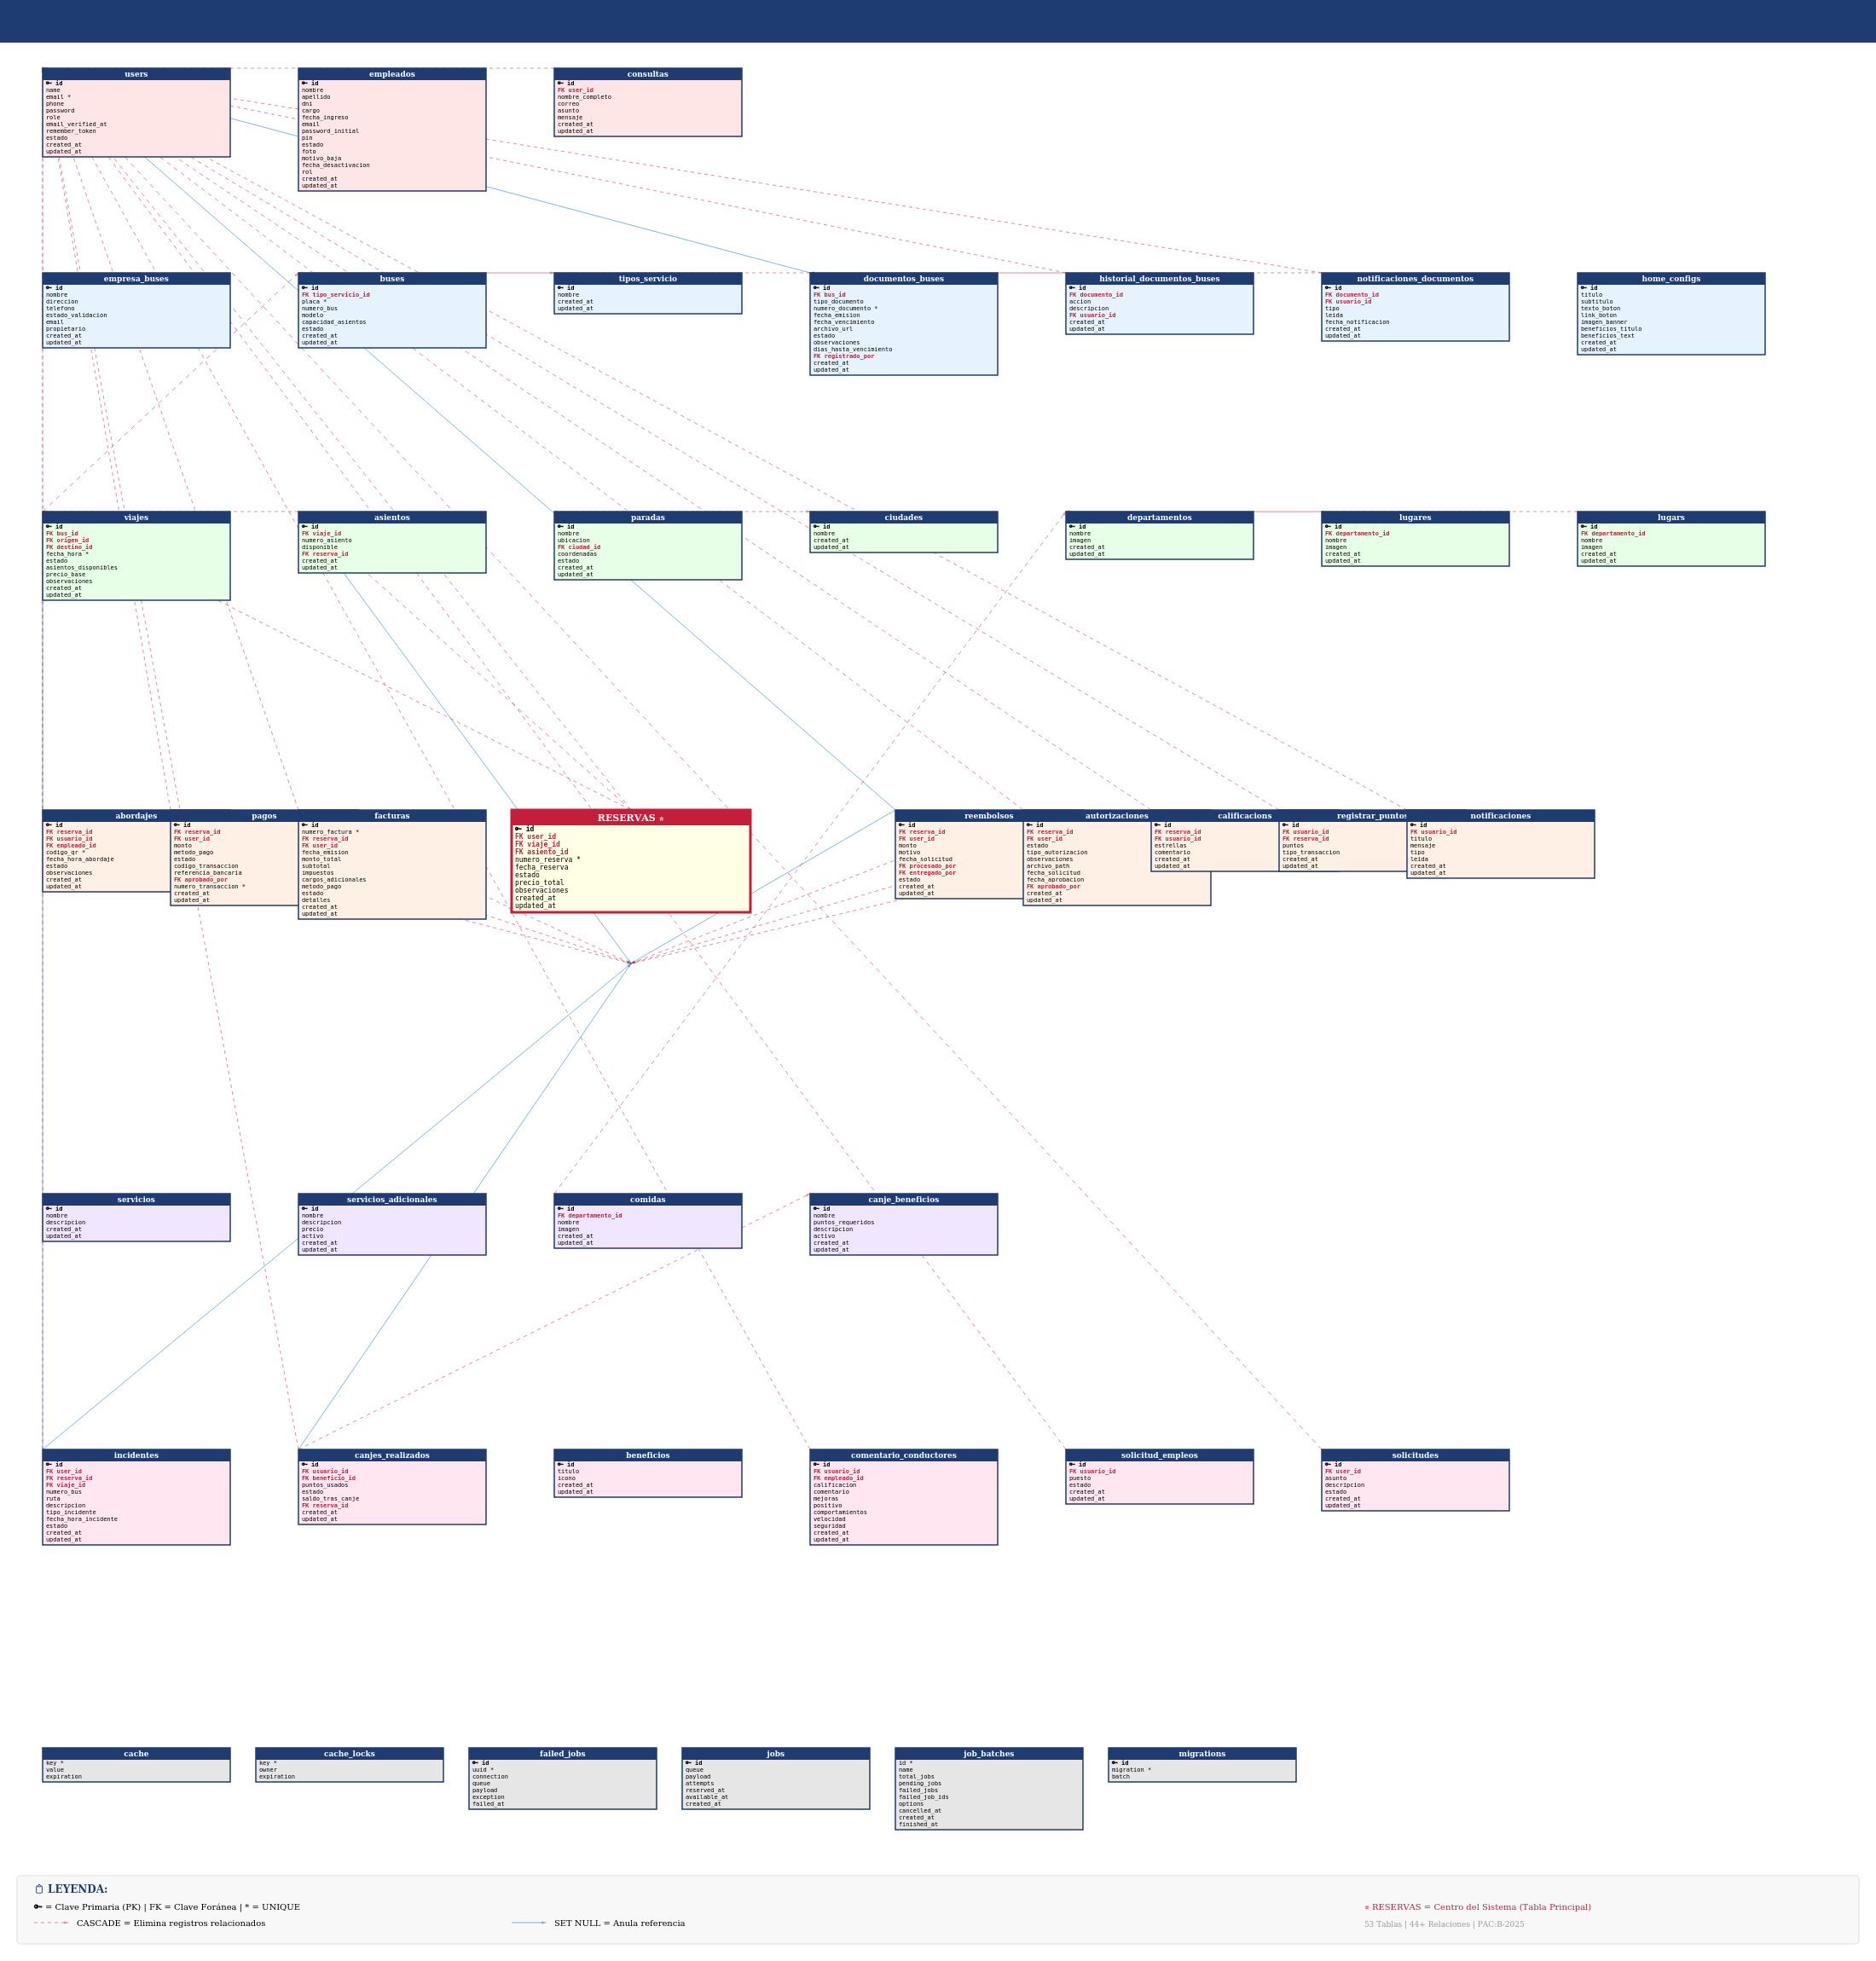 users
🔑 id
name
email *
phone
password
role
email_verified_at
remember_token
estado
created_at
updated_at
empleados
🔑 id
nombre
apellido
dni
cargo
fecha_ingreso
email
password_initial
pin
estado
foto
motivo_baja
fecha_desactivacion
rol
created_at
updated_at
consultas
🔑 id
FK user_id
nombre_completo
correo
asunto
mensaje
created_at
updated_at
empresa_buses
🔑 id
nombre
direccion
telefono
estado_validacion
email
propietario
created_at
updated_at
buses
🔑 id
FK tipo_servicio_id
placa *
numero_bus
modelo
capacidad_asientos
estado
created_at
updated_at
tipos_servicio
🔑 id
nombre
created_at
updated_at
documentos_buses
🔑 id
FK bus_id
tipo_documento
numero_documento *
fecha_emision
fecha_vencimiento
archivo_url
estado
observaciones
dias_hasta_vencimiento
FK registrado_por
created_at
updated_at
historial_documentos_buses
🔑 id
FK documento_id
accion
descripcion
FK usuario_id
created_at
updated_at
notificaciones_documentos
🔑 id
FK documento_id
FK usuario_id
tipo
leida
fecha_notificacion
created_at
updated_at
home_configs
🔑 id
titulo
subtitulo
texto_boton
link_boton
imagen_banner
beneficios_titulo
beneficios_text
created_at
updated_at
viajes
🔑 id
FK bus_id
FK origen_id
FK destino_id
fecha_hora *
estado
asientos_disponibles
precio_base
observaciones
created_at
updated_at
asientos
🔑 id
FK viaje_id
numero_asiento
disponible
FK reserva_id
created_at
updated_at
paradas
🔑 id
nombre
ubicacion
FK ciudad_id
coordenadas
estado
created_at
updated_at
ciudades
🔑 id
nombre
created_at
updated_at
departamentos
🔑 id
nombre
imagen
created_at
updated_at
lugares
🔑 id
FK departamento_id
nombre
imagen
created_at
updated_at
lugars
🔑 id
FK departamento_id
nombre
imagen
created_at
updated_at
abordajes
🔑 id
FK reserva_id
FK usuario_id
FK empleado_id
codigo_qr *
fecha_hora_abordaje
estado
observaciones
created_at
updated_at
pagos
🔑 id
FK reserva_id
FK user_id
monto
metodo_pago
estado
codigo_transaccion
referencia_bancaria
FK aprobado_por
numero_transaccion *
created_at
updated_at
facturas
🔑 id
numero_factura *
FK reserva_id
FK user_id
fecha_emision
monto_total
subtotal
impuestos
cargos_adicionales
metodo_pago
estado
detalles
created_at
updated_at
RESERVAS ★
🔑 id
FK user_id
FK viaje_id
FK asiento_id
numero_reserva *
fecha_reserva
estado
precio_total
observaciones
created_at
updated_at
reembolsos
🔑 id
FK reserva_id
FK user_id
monto
motivo
fecha_solicitud
FK procesado_por
FK entregado_por
estado
created_at
updated_at
autorizaciones
🔑 id
FK reserva_id
FK user_id
estado
tipo_autorizacion
observaciones
archivo_path
fecha_solicitud
fecha_aprobacion
FK aprobado_por
created_at
updated_at
calificacions
🔑 id
FK reserva_id
FK usuario_id
estrellas
comentario
created_at
updated_at
registrar_puntos
🔑 id
FK usuario_id
FK reserva_id
puntos
tipo_transaccion
created_at
updated_at
notificaciones
🔑 id
FK usuario_id
titulo
mensaje
tipo
leida
created_at
updated_at
servicios
🔑 id
nombre
descripcion
created_at
updated_at
servicios_adicionales
🔑 id
nombre
descripcion
precio
activo
created_at
updated_at
comidas
🔑 id
FK departamento_id
nombre
imagen
created_at
updated_at
canje_beneficios
🔑 id
nombre
puntos_requeridos
descripcion
activo
created_at
updated_at
incidentes
🔑 id
FK user_id
FK reserva_id
FK viaje_id
numero_bus
ruta
descripcion
tipo_incidente
fecha_hora_incidente
estado
created_at
updated_at
canjes_realizados
🔑 id
FK usuario_id
FK beneficio_id
puntos_usados
estado
saldo_tras_canje
FK reserva_id
created_at
updated_at
beneficios
🔑 id
titulo
icono
created_at
updated_at
comentario_conductores
🔑 id
FK usuario_id
FK empleado_id
calificacion
comentario
mejoras
positivo
comportamientos
velocidad
seguridad
created_at
updated_at
solicitud_empleos
🔑 id
FK usuario_id
puesto
estado
created_at
updated_at
solicitudes
🔑 id
FK user_id
asunto
descripcion
estado
created_at
updated_at
cache
key *
value
expiration
cache_locks
key *
owner
expiration
failed_jobs
🔑 id
uuid *
connection
queue
payload
exception
failed_at
jobs
🔑 id
queue
payload
attempts
reserved_at
available_at
created_at
job_batches
id *
name
total_jobs
pending_jobs
failed_jobs
failed_job_ids
options
cancelled_at
created_at
finished_at
migrations
🔑 id
migration *
batch
📋 LEYENDA:
🔑 = Clave Primaria (PK) | FK = Clave Foránea | * = UNIQUE
CASCADE = Elimina registros relacionados
SET NULL = Anula referencia
★ RESERVAS = Centro del Sistema (Tabla Principal)
53 Tablas | 44+ Relaciones | PAC:B-2025